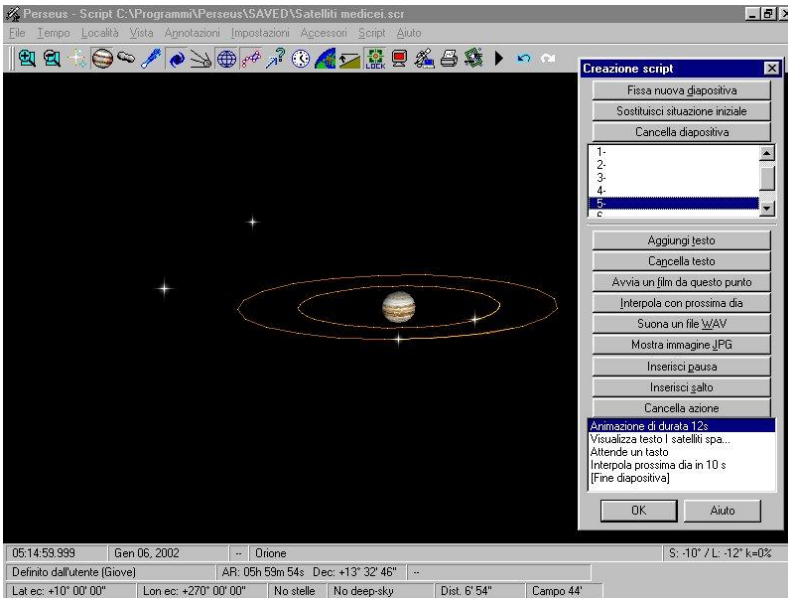 Perseus - Script C:\Programmi\Perseus\SAVED\Satelliti medicei.scr
File Tempo Località Vista Annotazioni Impostazioni Accessori Script Aiuto
LOCK
Creazione script
Fissa nuova diapositiva
Sostituisci situazione iniziale
Cancella diapositiva
1-
2-
3-
4-
5-
Aggiungi testo
Cancella testo
Avvia un film da questo punto
Interpola con prossima dia
Suona un file WAV
Mostra immagine JPG
Inserisci pausa
Inserisci salto
Cancella azione
Animazione di durata 12s
Visualizza testo I satelliti spa...
Attende un tasto
Interpola prossima dia in 10 s
[Fine diapositiva]
OK Aiuto
05:14:59.999 Gen 06, 2002 -- Orione S: -10° / L: -12° k=0%
Definito dall'utente (Giove) AR: 05h 59m 54s Dec: +13° 32' 46" --
Lat ec: +10° 00' 00" Lon ec: +270° 00' 00" No stelle No deep-sky Dist. 6' 54" Campo 44'